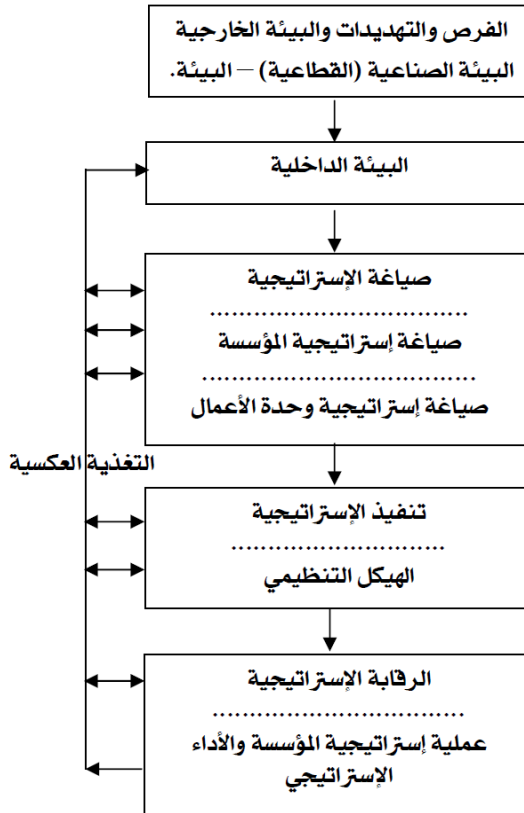 الفرص والتهديدات والبيئة الخارجية
البيئة الصناعية (القطاعية) – البيئة.
البيئة الداخلية
صياغة الإستراتيجية
..................................
صياغة إستراتيجية المؤسسة
....................................
صياغة إستراتيجية وحدة الأعمال
التغذية العكسية
تنفيذ الإستراتيجية
............................
الهيكل التنظيمي
الرقابة الإستراتيجية
................................
عملية إستراتيجية المؤسسة والأداء
الإستراتيجي